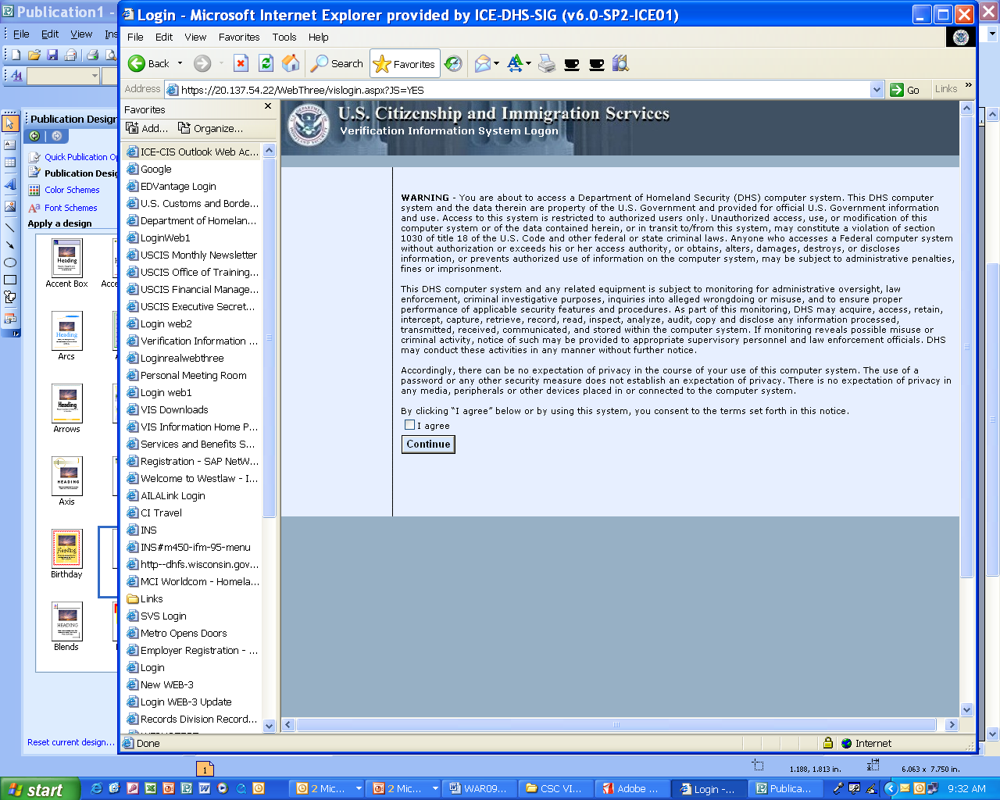 Publication1 -
Login - Microsoft Internet Explorer provided by ICE-DHS-SIG (v6.0-SP2-ICE01)
File Edit View Ins
File Edit View Favorites Tools Help
Back Search Favorites
Address https://20.137.54.22/WebThree/vislogin.aspx?JS=YES Go Links »
Favorites
Add... Organize...
ICE-CIS Outlook Web Ac...
Google
EDVantage Login
U.S. Customs and Borde...
Department of Homelan...
LoginWeb1
USCIS Monthly Newsletter
USCIS Office of Training...
USCIS Financial Manage...
USCIS Executive Secret...
Login web2
Verification Information ...
Loginrealwebthree
Personal Meeting Room
Login web1
VIS Downloads
VIS Information Home P...
Services and Benefits S...
Registration - SAP NetW...
Welcome to Westlaw - I...
AILALink Login
CI Travel
INS
INS#m450-ifm-95-menu
http--dhfs.wisconsin.gov...
MCI Worldcom - Homela...
Links
SVS Login
Metro Opens Doors
Employer Registration - ...
Login
New WEB-3
Login WEB-3 Update
Records Division Record...
U.S. Citizenship and Immigration Services
Verification Information System Logon
WARNING - You are about to access a Department of Homeland Security (DHS) computer system. This DHS computer
system and the data therein are property of the U.S. Government and provided for official U.S. Government information
and use. Access to this system is restricted to authorized users only. Unauthorized access, use, or modification of this
computer system or of the data contained herein, or in transit to/from this system, may constitute a violation of section
1030 of title 18 of the U.S. Code and other federal or state criminal laws. Anyone who accesses a Federal computer system
without authorization or exceeds his or her access authority, or obtains, alters, damages, destroys, or discloses
information, or prevents authorized use of information on the computer system, may be subject to administrative penalties,
fines or imprisonment.
This DHS computer system and any related equipment is subject to monitoring for administrative oversight, law
enforcement, criminal investigative purposes, inquiries into alleged wrongdoing or misuse, and to ensure proper
performance of applicable security features and procedures. As part of this monitoring, DHS may acquire, access, retain,
intercept, capture, retrieve, record, read, inspect, analyze, audit, copy and disclose any information processed,
transmitted, received, communicated, and stored within the computer system. If monitoring reveals possible misuse or
criminal activity, notice of such may be provided to appropriate supervisory personnel and law enforcement officials. DHS
may conduct these activities in any manner without further notice.
Accordingly, there can be no expectation of privacy in the course of your use of this computer system. The use of a
password or any other security measure does not establish an expectation of privacy. There is no expectation of privacy in
any media, peripherals or other devices placed in or connected to the computer system.
By clicking “I agree” below or by using this system, you consent to the terms set forth in this notice.
I agree
Continue
Publication Design
Quick Publication Op
Publication Desig
Color Schemes
Font Schemes
Apply a design
Heading
Accent Box Acce
Heading
Arcs
Heading
Arrows
HEADING
Axis
Heading
Birthday
HEADING
Blends
Reset current design...
Done
Internet
1
1.188, 1.813 in. 6.063 x 7.750 in.
start 2 Mic... 2 Mic... WAR09... CSC VI... Adobe ... Login -... Publica... 9:32 AM